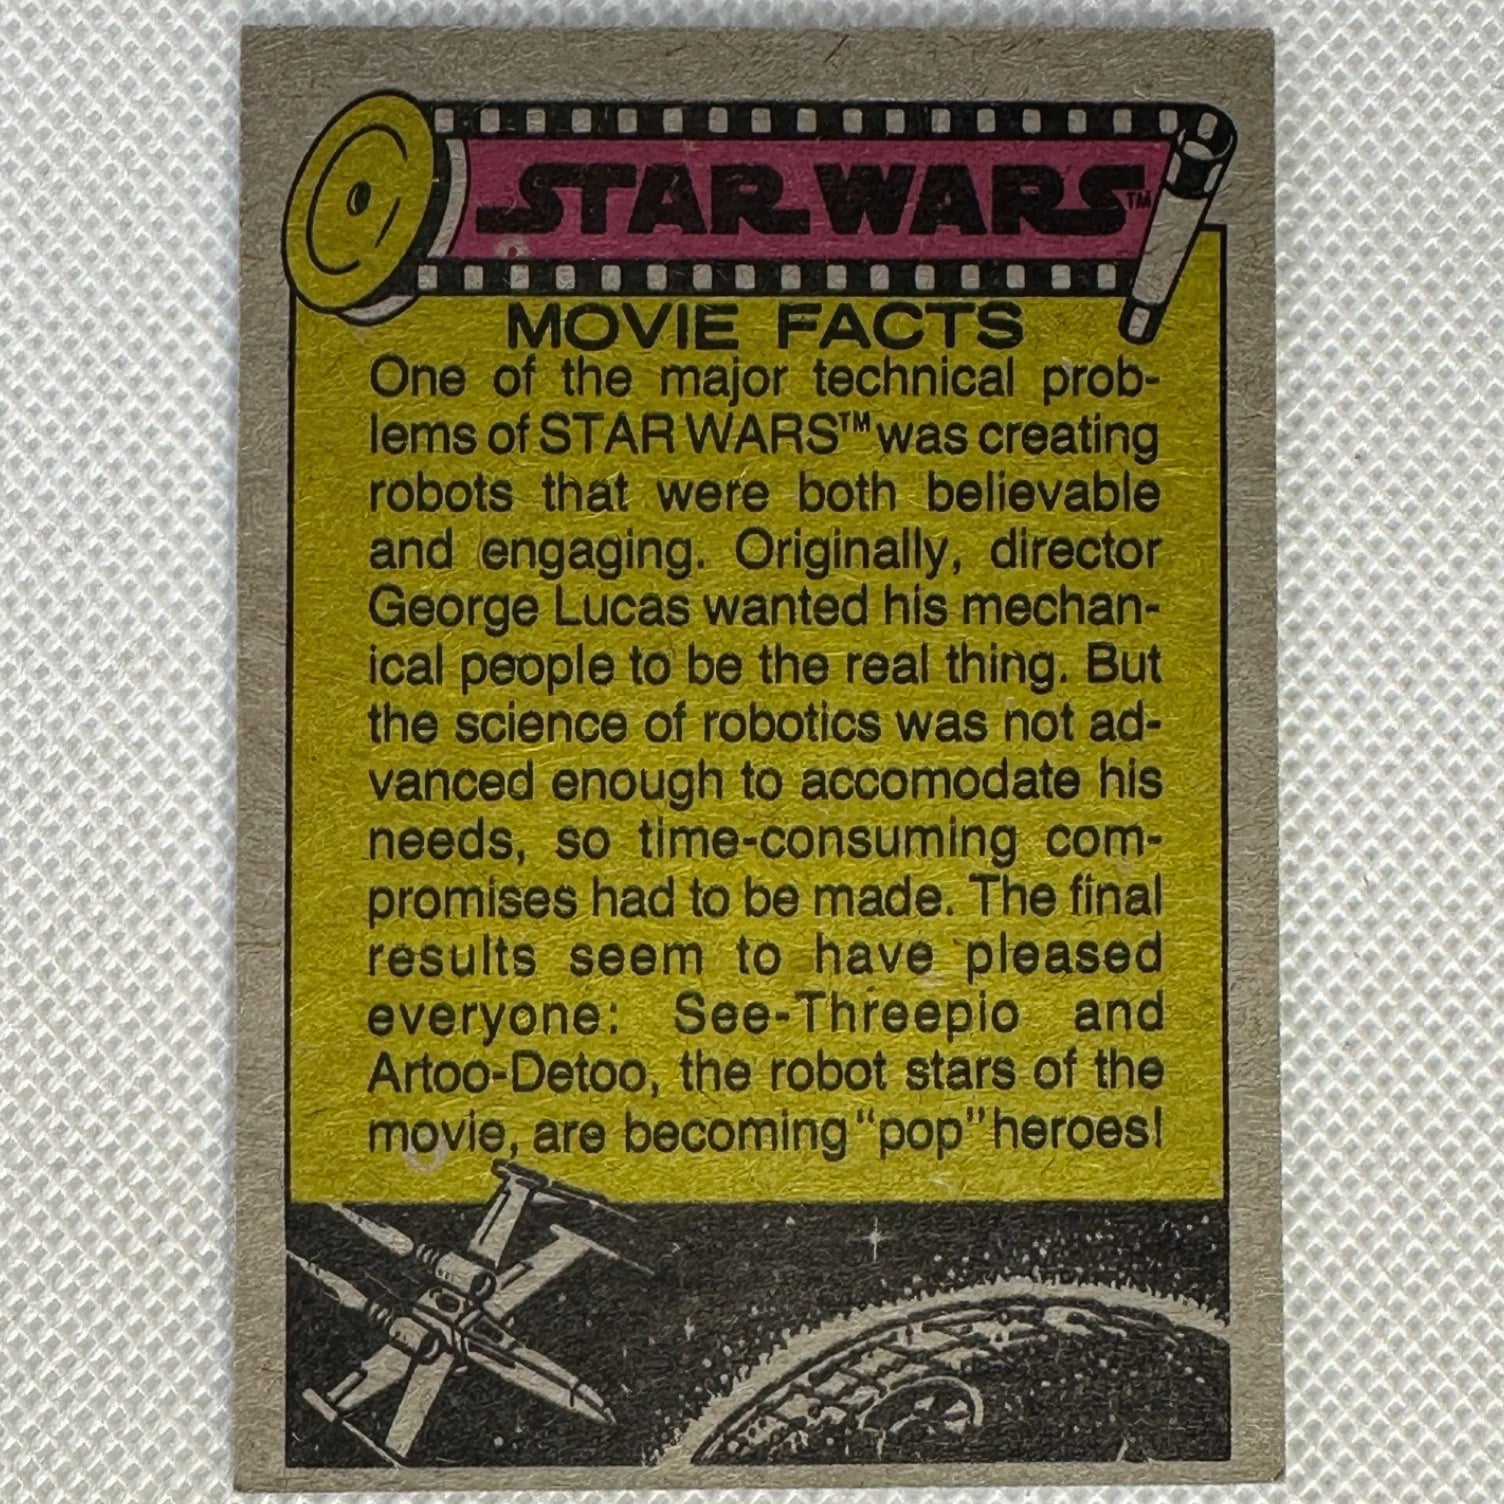 STAR WARS™
MOVIE FACTS
One of the major technical prob-
lems of STAR WARS™ was creating
robots that were both believable
and engaging. Originally, director
George Lucas wanted his mechan-
ical people to be the real thing. But
the science of robotics was not ad-
vanced enough to accomodate his
needs, so time-consuming com-
promises had to be made. The final
results seem to have pleased
everyone: See-Threepio and
Artoo-Detoo, the robot stars of the
movie, are becoming "pop" heroes!